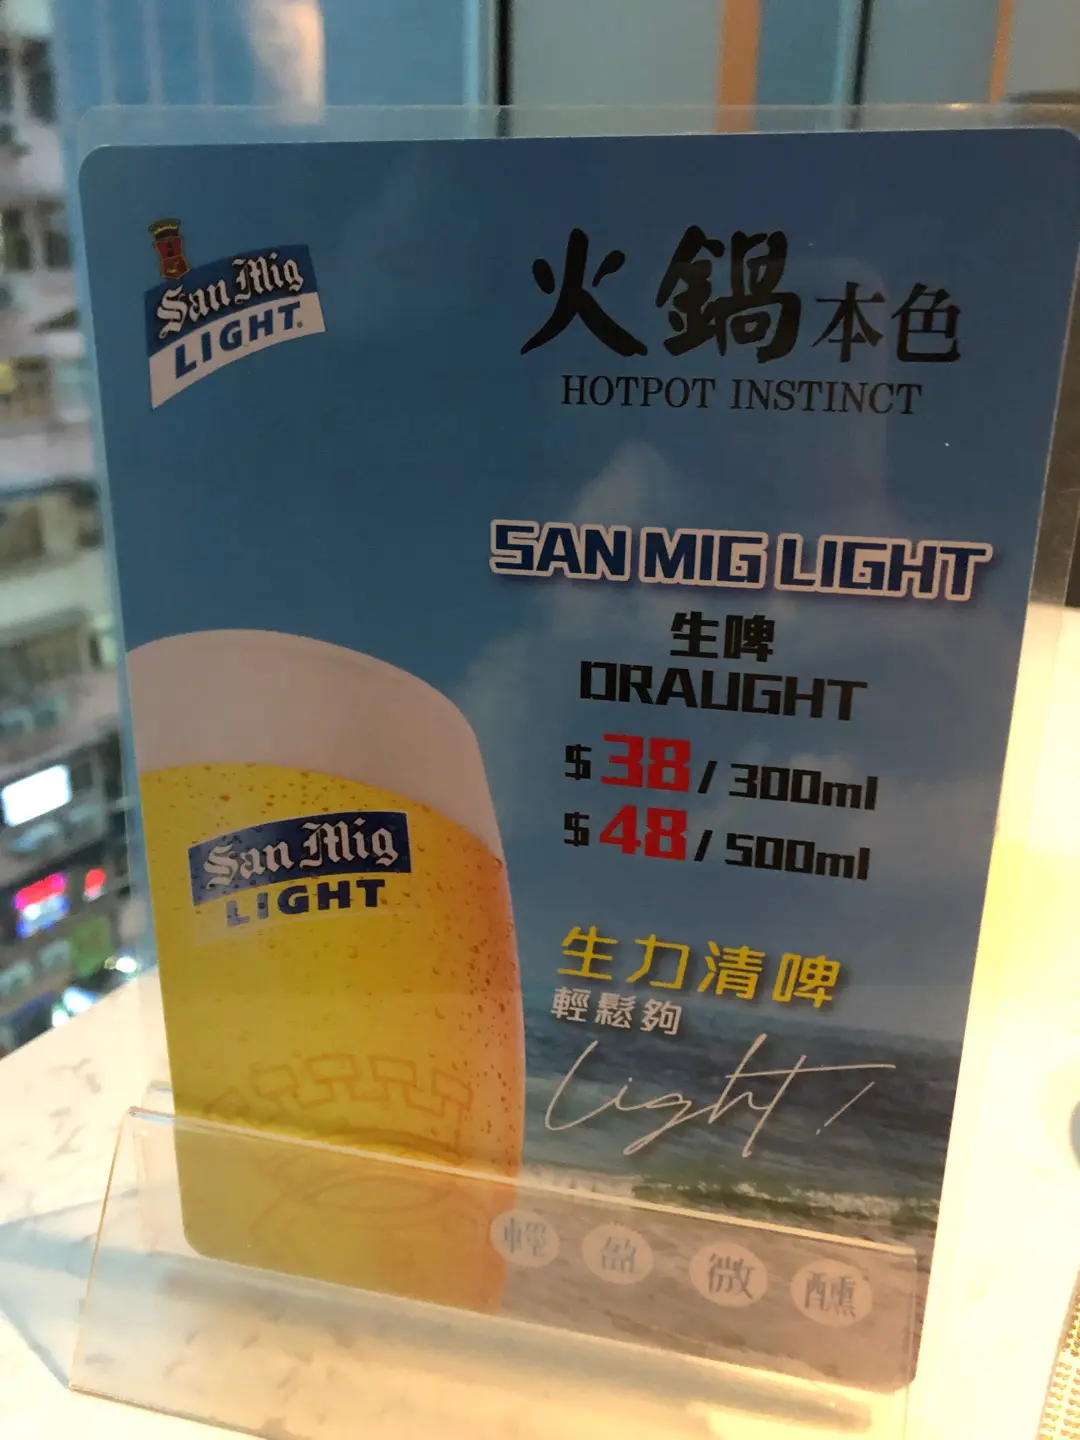 San Mig
LIGHT
火鍋本色
HOTPOT INSTINCT
SAN MIG LIGHT
生啤
DRAUGHT
$38/300ml
$48/500ml
San Mig
LIGHT
生力清啤
輕鬆夠
Light!
輕盈微醺